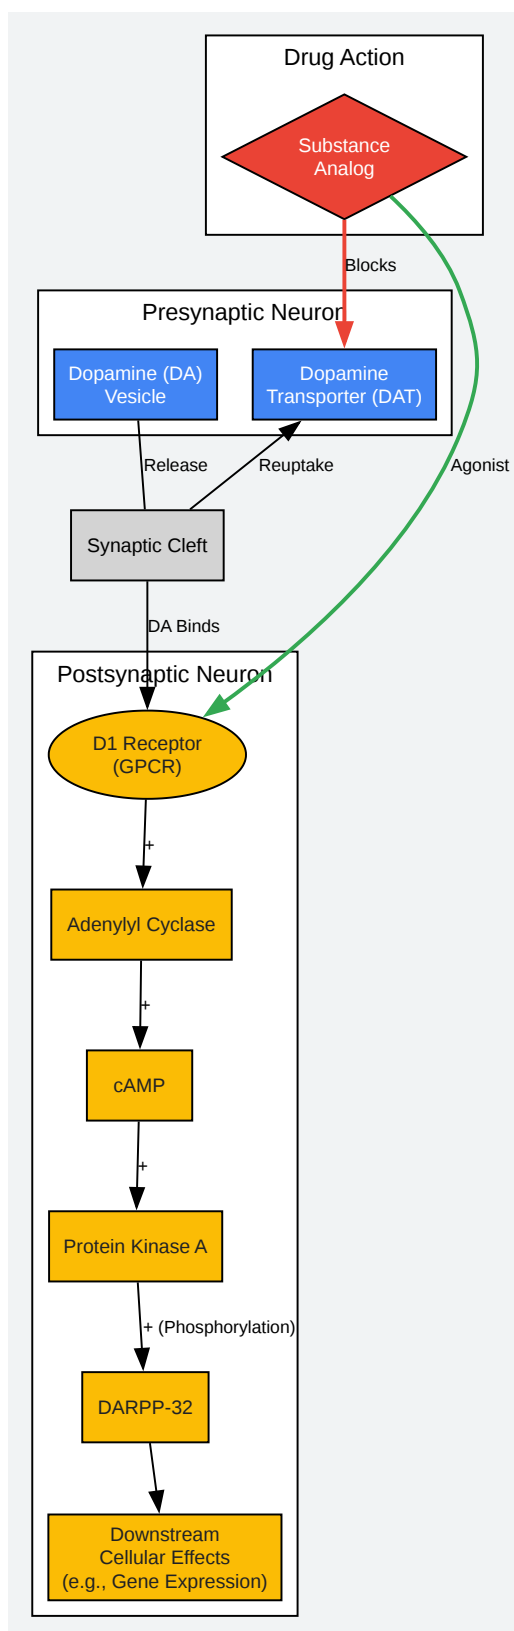 Drug Action
Substance
Analog
Blocks
Presynaptic Neuron
Dopamine (DA)
Vesicle
Dopamine
Transporter (DAT)
Release
Reuptake
Agonist
Synaptic Cleft
DA Binds
Postsynaptic Neuron
D1 Receptor
(GPCR)
+
Adenylyl Cyclase
+
cAMP
+
Protein Kinase A
+ (Phosphorylation)
DARPP-32
Downstream
Cellular Effects
(e.g., Gene Expression)